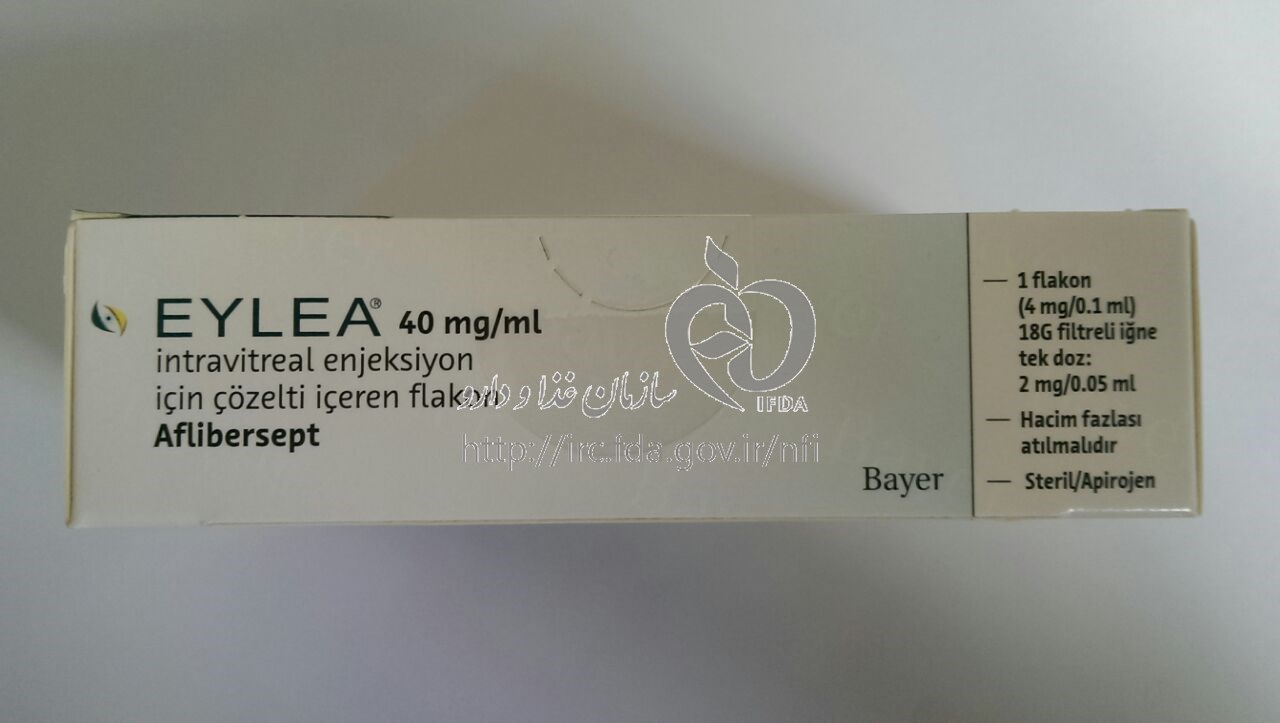 EYLEA® 40 mg/ml
intravitreal enjeksiyon
için çözelti içeren flakon
Aflibersept
Bayer
— 1 flakon
(4 mg/0.1 ml)
18G filtreli iğne
tek doz:
2 mg/0.05 ml
— Hacim fazlası
atılmalıdır
— Steril/Apirojen
سازمان غذا و دارو
IFDA
http://irc.fda.gov.ir/nfi